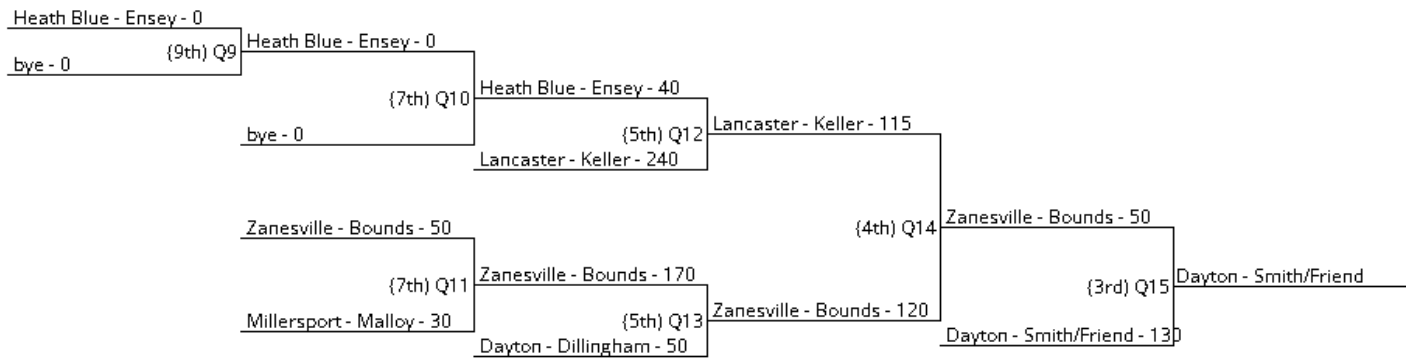 Heath Blue - Ensey - 0
bye - 0
{9th) Q9
Heath Blue - Ensey - 0
bye - 0
{7th) Q10
Heath Blue - Ensey - 40
Lancaster - Keller - 240
{5th) Q12
Lancaster - Keller - 115
Zanesville - Bounds - 50
Millersport - Malloy - 30
{7th) Q11
Zanesville - Bounds - 170
Dayton - Dillingham - 50
{5th) Q13
Zanesville - Bounds - 120
{4th) Q14
Zanesville - Bounds - 50
Dayton - Smith/Friend - 130
{3rd) Q15
Dayton - Smith/Friend